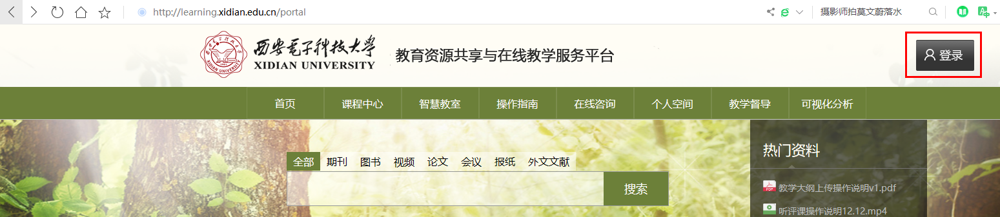 http://learning.xidian.edu.cn/portal
摄影师拍莫文蔚落水
西安电子科技大学
XIDIAN UNIVERSITY
教育资源共享与在线教学服务平台
登录
首页 课程中心 智慧教室 操作指南 在线咨询 个人空间 教学督导 可视化分析
全部 期刊 图书 视频 论文 会议 报纸 外文文献
搜索
热门资料
教学大纲上传操作说明v1.pdf
听评课操作说明12.12.mp4